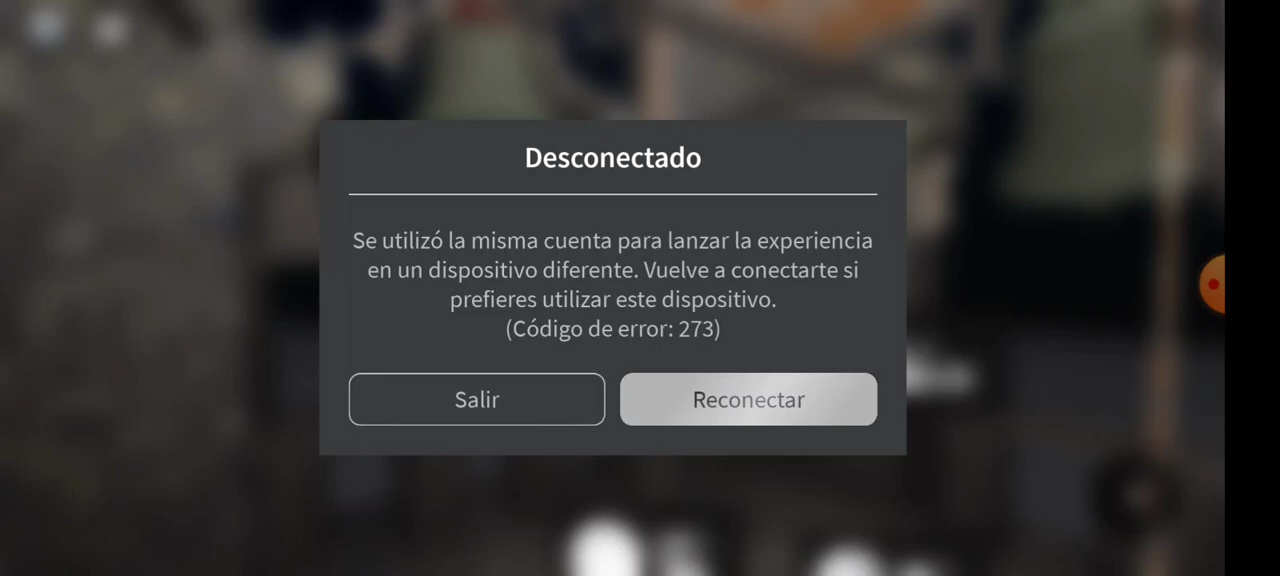 Desconectado
Se utilizó la misma cuenta para lanzar la experiencia
en un dispositivo diferente. Vuelve a conectarte si
prefieres utilizar este dispositivo.
(Código de error: 273)
Salir
Reconectar